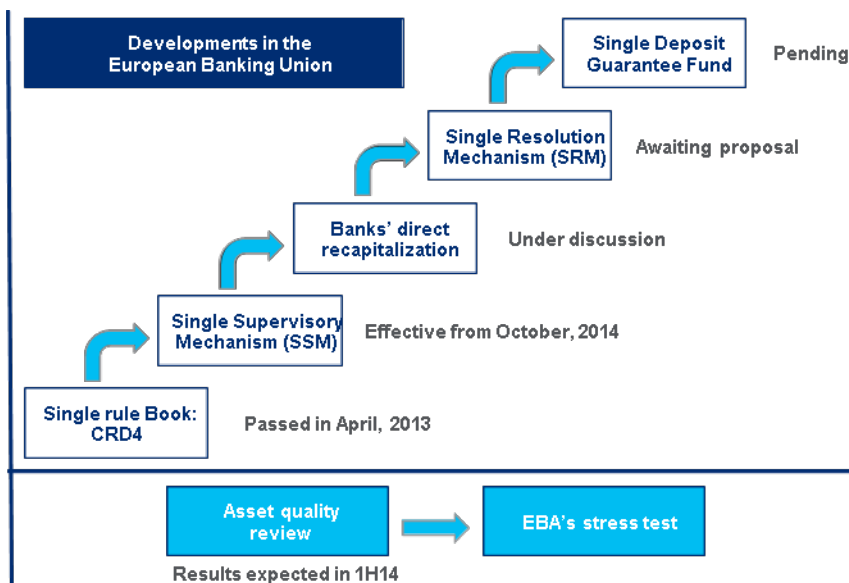 Developments in the
European Banking Union
Single Deposit
Guarantee Fund
Pending
Single Resolution
Mechanism (SRM)
Awaiting proposal
Banks' direct
recapitalization
Under discussion
Single Supervisory
Mechanism (SSM)
Effective from October, 2014
Single rule Book:
CRD4
Passed in April, 2013
Asset quality
review
EBA's stress test
Results expected in 1H14